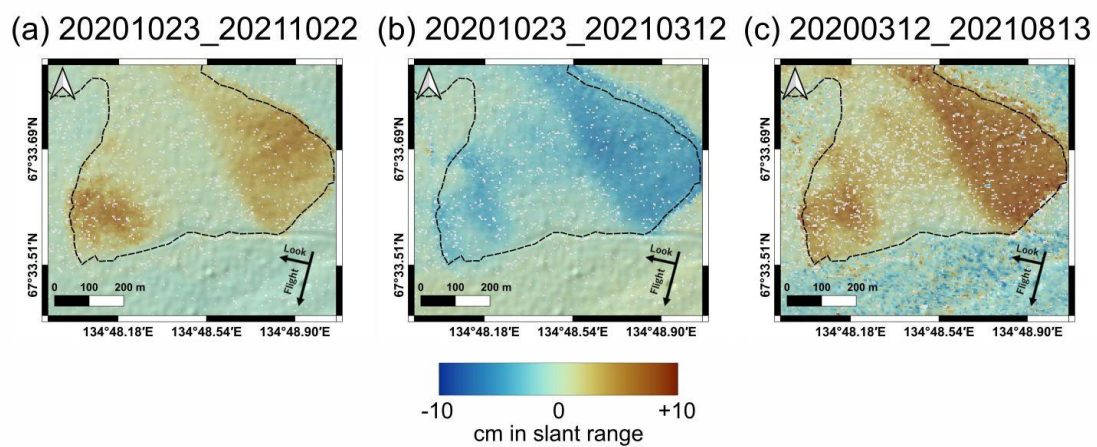 (a) 20201023_20211022
(b) 20201023_20210312
(c) 20200312_20210813
67°33.69'N
67°33.51'N
Look
Flight
0 100 200 m
134°48.18'E 134°48.54'E 134°48.90'E
67°33.69'N
67°33.51'N
Look
Flight
0 100 200 m
134°48.18'E 134°48.54'E 134°48.90'E
67°33.69'N
67°33.51'N
Look
Flight
0 100 200 m
134°48.18'E 134°48.54'E 134°48.90'E
-10 0 +10
cm in slant range